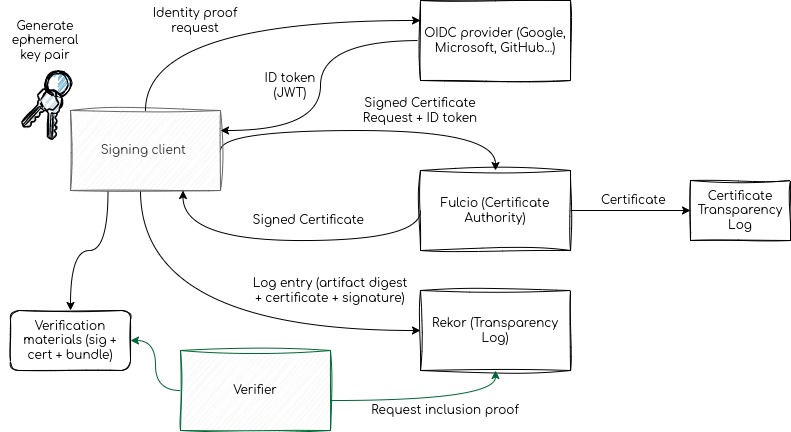 Generate
ephemeral
key pair
Identity proof
request
OIDC provider (Google,
Microsoft, GitHub...)
ID token
(JWT)
Signed Certificate
Request + ID token
Signing client
Fulcio (Certificate
Authority)
Certificate
Certificate
Transparency
Log
Signed Certificate
Log entry (artifact digest
+ certificate + signature)
Rekor (Transparency
Log)
Verification
materials (sig +
cert + bundle)
Verifier
Request inclusion proof